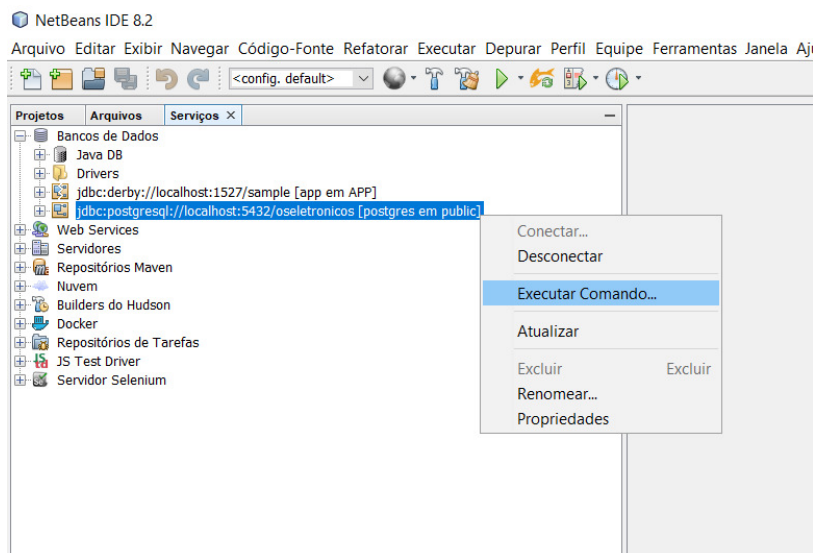 NetBeans IDE 8.2
Arquivo Editar Exibir Navegar Código-Fonte Refatorar Executar Depurar Perfil Equipe Ferramentas Janela Aj
<config. default>
Projetos Arquivos Serviços
Bancos de Dados
Java DB
Drivers
jdbc:derby://localhost:1527/sample [app em APP]
jdbc:postgresql://localhost:5432/oseletronicos [postgres em public]
Web Services
Servidores
Repositórios Maven
Nuvem
Builders do Hudson
Docker
Repositórios de Tarefas
JS Test Driver
Servidor Selenium
Conectar...
Desconectar
Executar Comando...
Atualizar
Excluir Excluir
Renomear...
Propriedades